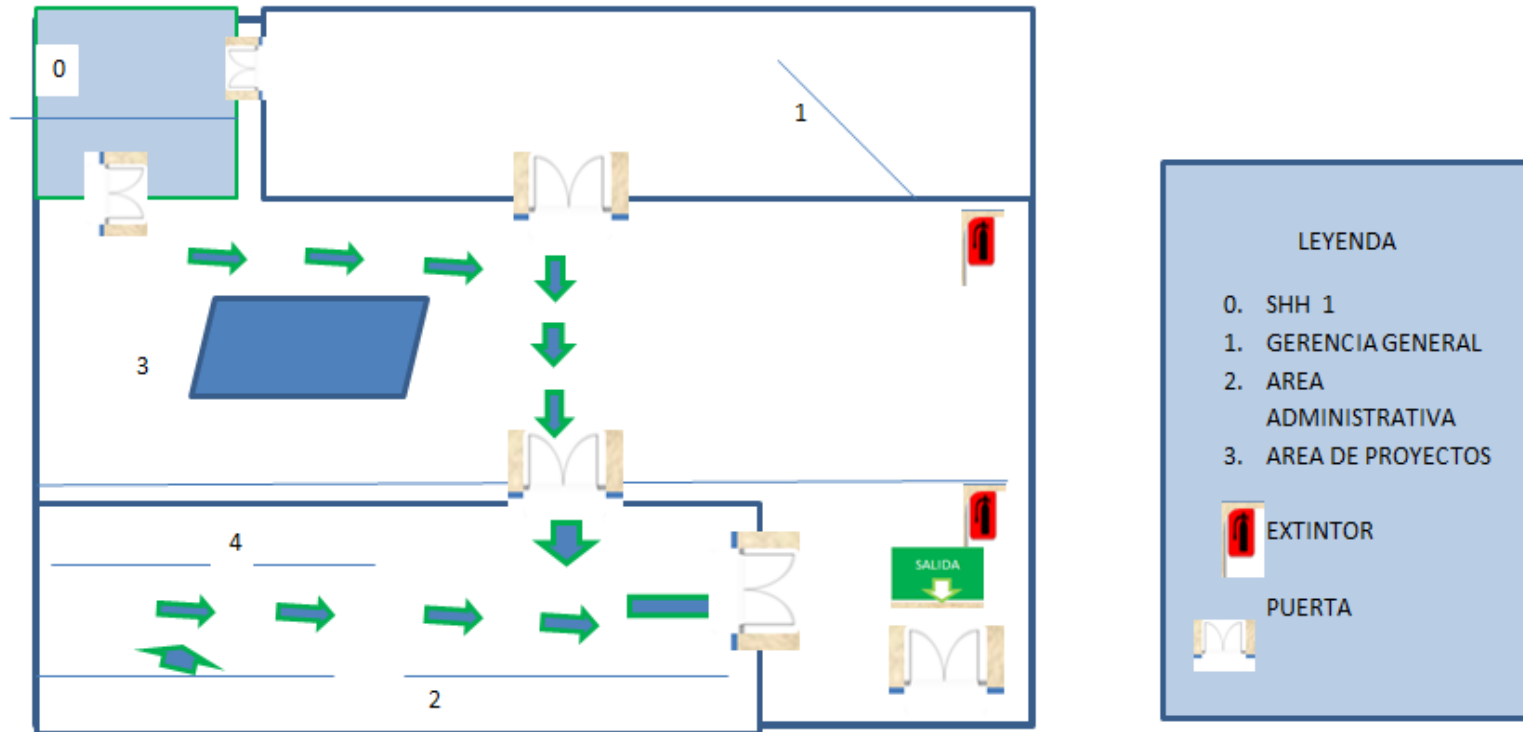 0
1
3
4
2
SALIDA
LEYENDA
0. SHH 1
1. GERENCIA GENERAL
2. AREA
ADMINISTRATIVA
3. AREA DE PROYECTOS
EXTINTOR
PUERTA